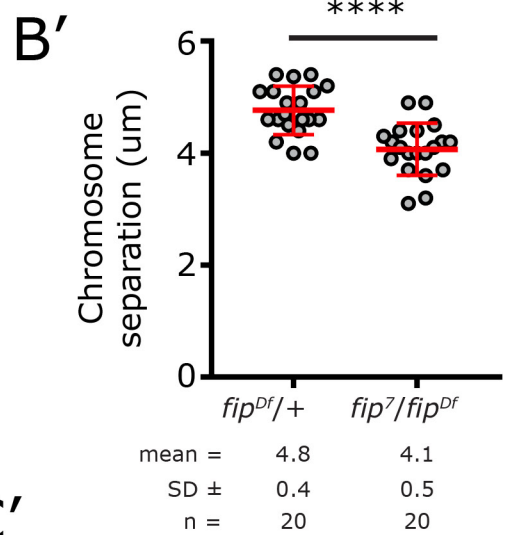 B′
****
6
4
2
0
Chromosome
separation (um)
fipDf/+ fip7/fipDf
mean = 4.8 4.1
SD ± 0.4 0.5
n = 20 20